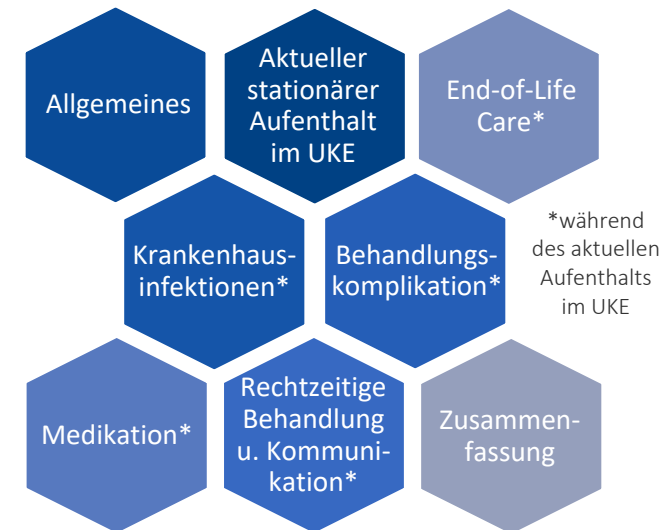 Allgemeines
Aktueller
stationärer
Aufenthalt
im UKE
End-of-Life
Care*
Krankenhaus-
infektionen*
Behandlungs-
komplikation*
*während
des aktuellen
Aufenthalts
im UKE
Medikation*
Rechtzeitige
Behandlung
u. Kommuni-
kation*
Zusammen-
fassung